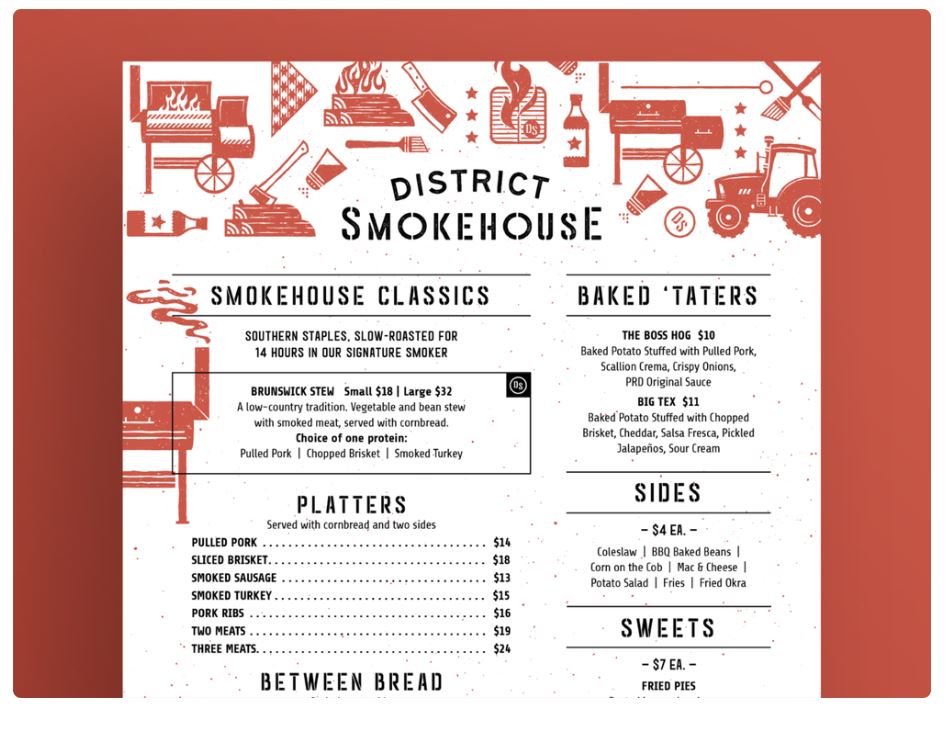 DISTRICT
SMOKEHOUSE
DS
DS
SMOKEHOUSE CLASSICS
SOUTHERN STAPLES, SLOW-ROASTED FOR
14 HOURS IN OUR SIGNATURE SMOKER
DS
BRUNSWICK STEW Small $18 | Large $32
A low-country tradition. Vegetable and bean stew
with smoked meat, served with cornbread.
Choice of one protein:
Pulled Pork | Chopped Brisket | Smoked Turkey
PLATTERS
Served with cornbread and two sides
PULLED PORK . . . . . . . . . . . . . . . . . . . . . . . . . . . . . . . . . . . . $14
SLICED BRISKET. . . . . . . . . . . . . . . . . . . . . . . . . . . . . . . . . . $18
SMOKED SAUSAGE . . . . . . . . . . . . . . . . . . . . . . . . . . . . . . . . $13
SMOKED TURKEY . . . . . . . . . . . . . . . . . . . . . . . . . . . . . . . . . $15
PORK RIBS . . . . . . . . . . . . . . . . . . . . . . . . . . . . . . . . . . . . . . $16
TWO MEATS . . . . . . . . . . . . . . . . . . . . . . . . . . . . . . . . . . . . . $19
THREE MEATS. . . . . . . . . . . . . . . . . . . . . . . . . . . . . . . . . . . . $24
BETWEEN BREAD
BAKED ‘TATERS
THE BOSS HOG $10
Baked Potato Stuffed with Pulled Pork,
Scallion Crema, Crispy Onions,
PRD Original Sauce
BIG TEX $11
Baked Potato Stuffed with Chopped
Brisket, Cheddar, Salsa Fresca, Pickled
Jalapeños, Sour Cream
SIDES
– $4 EA. –
Coleslaw | BBQ Baked Beans |
Corn on the Cob | Mac & Cheese |
Potato Salad | Fries | Fried Okra
SWEETS
– $7 EA. –
FRIED PIES